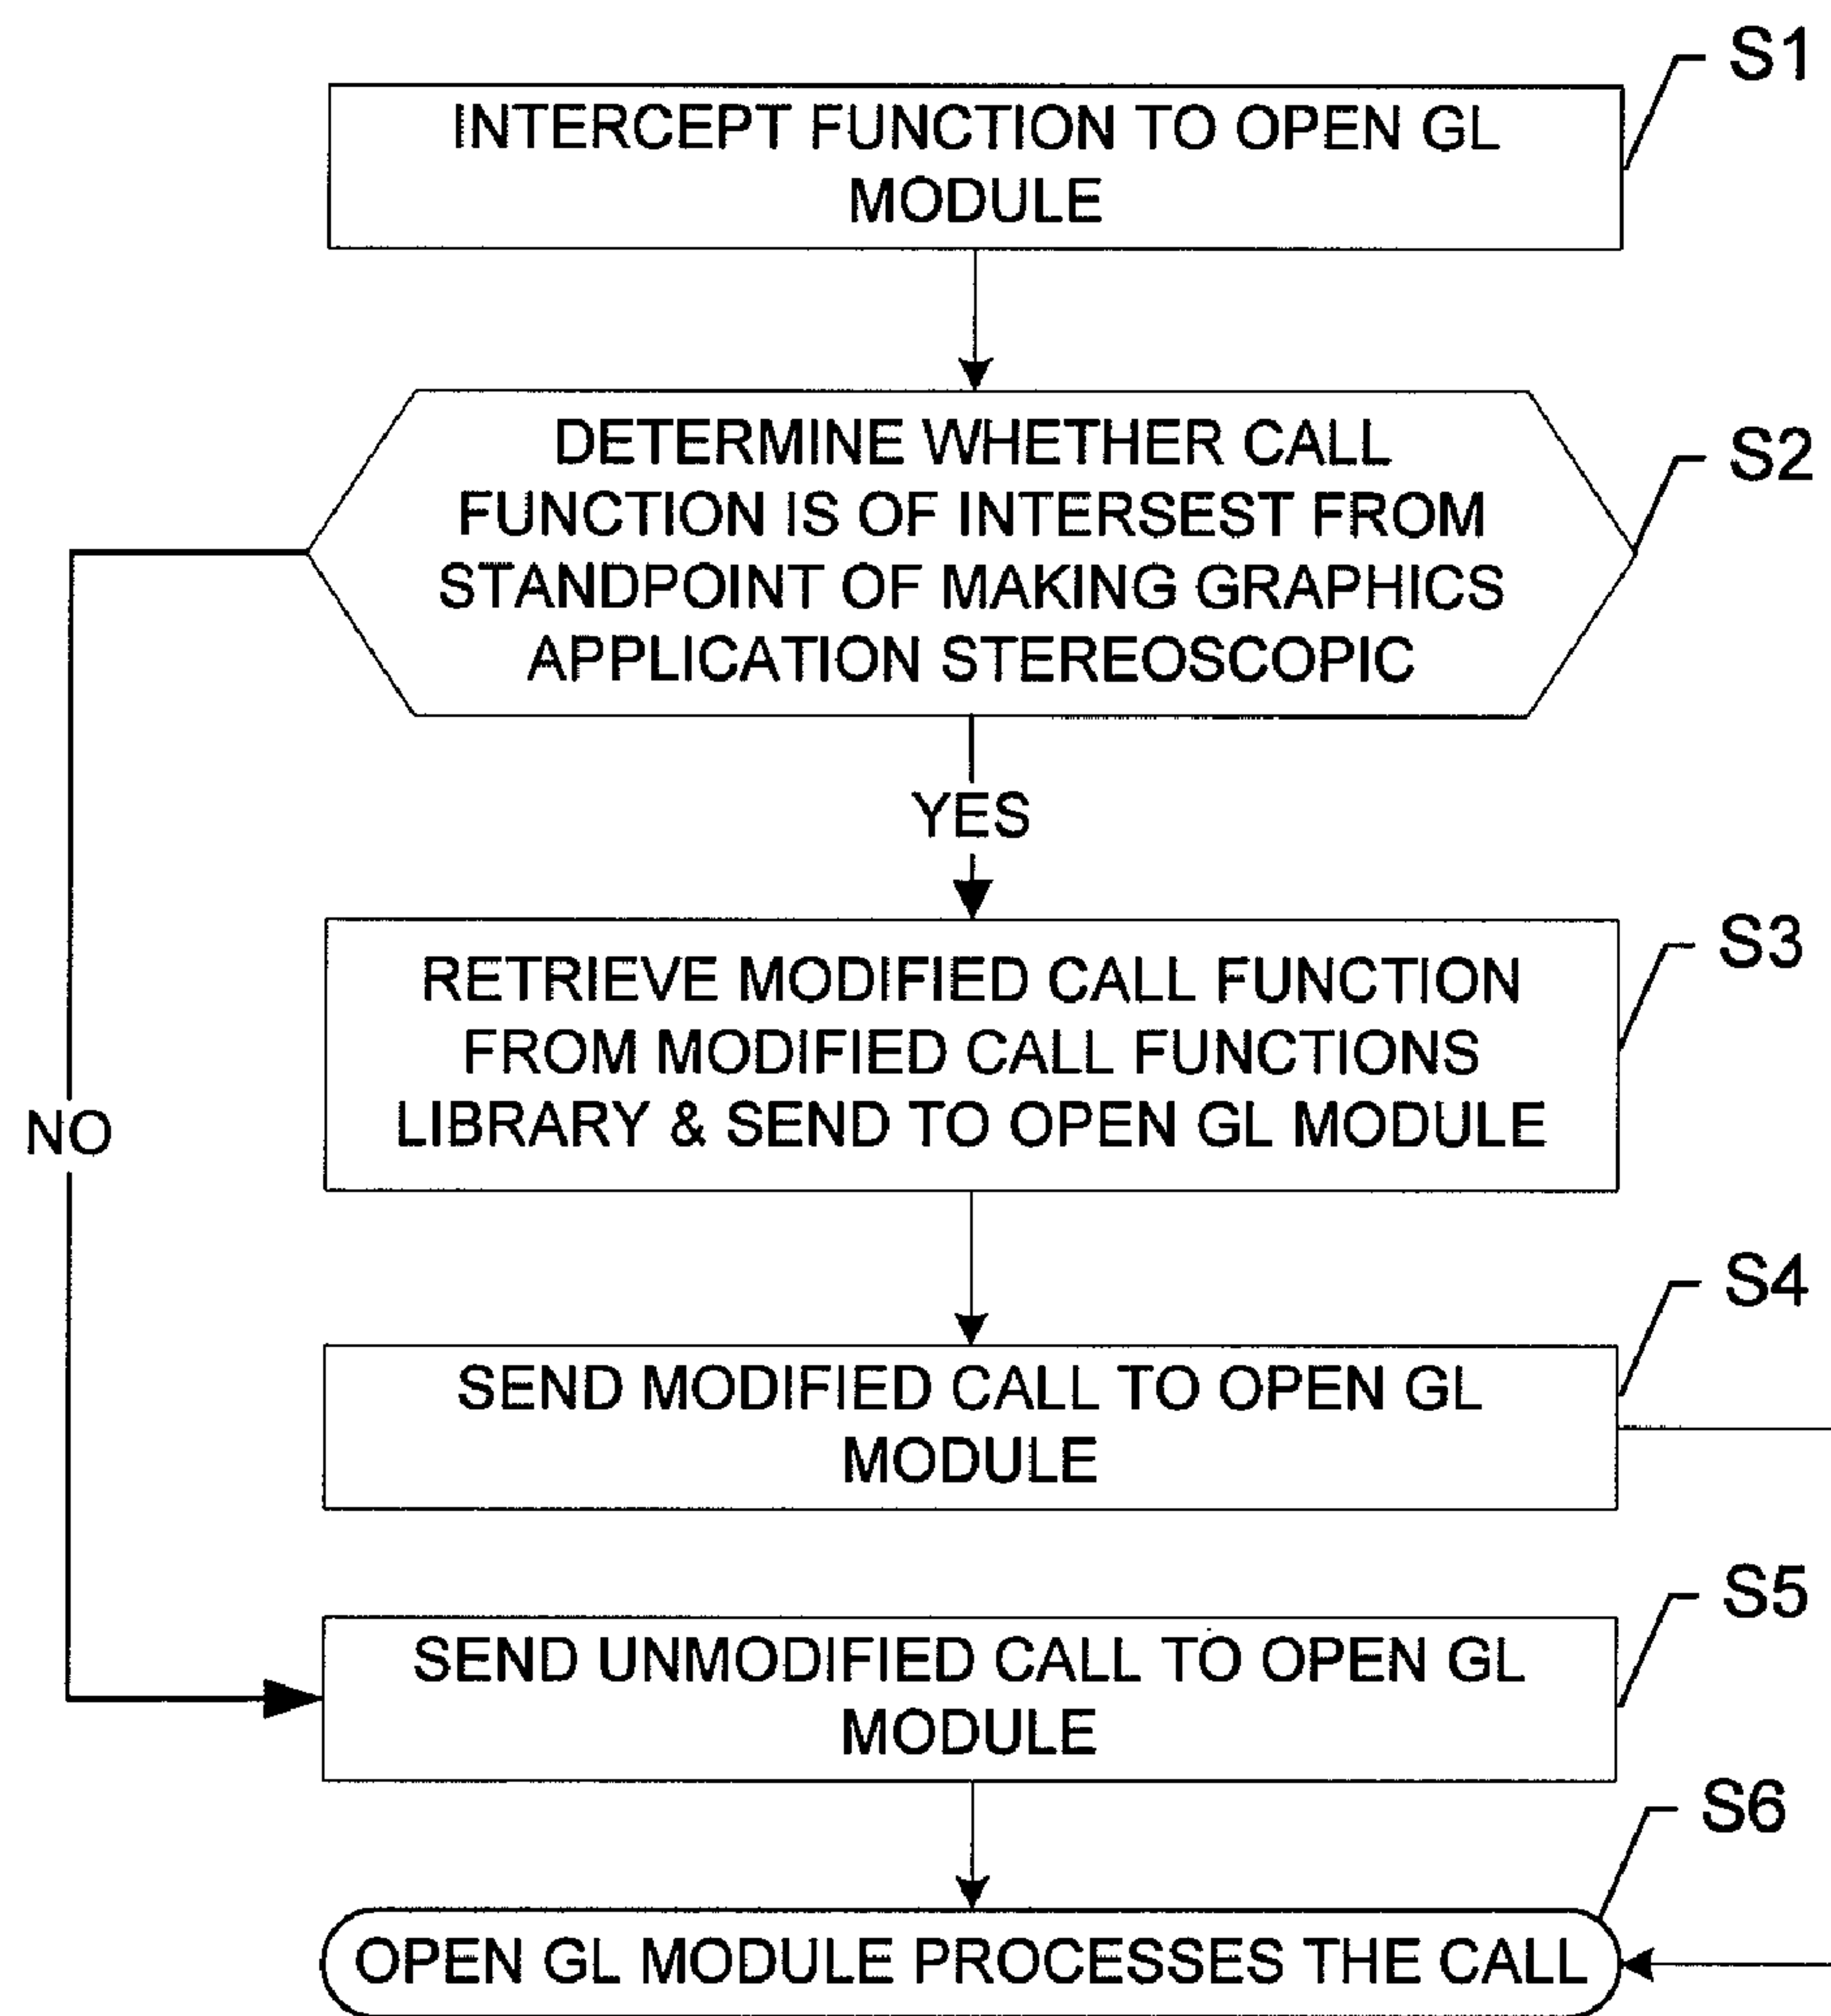 S1
INTERCEPT FUNCTION TO OPEN GL
MODULE
S2
DETERMINE WHETHER CALL
FUNCTION IS OF INTERSEST FROM
STANDPOINT OF MAKING GRAPHICS
APPLICATION STEREOSCOPIC
YES
S3
RETRIEVE MODIFIED CALL FUNCTION
FROM MODIFIED CALL FUNCTIONS
LIBRARY & SEND TO OPEN GL MODULE
NO
S4
SEND MODIFIED CALL TO OPEN GL
MODULE
S5
SEND UNMODIFIED CALL TO OPEN GL
MODULE
S6
OPEN GL MODULE PROCESSES THE CALL